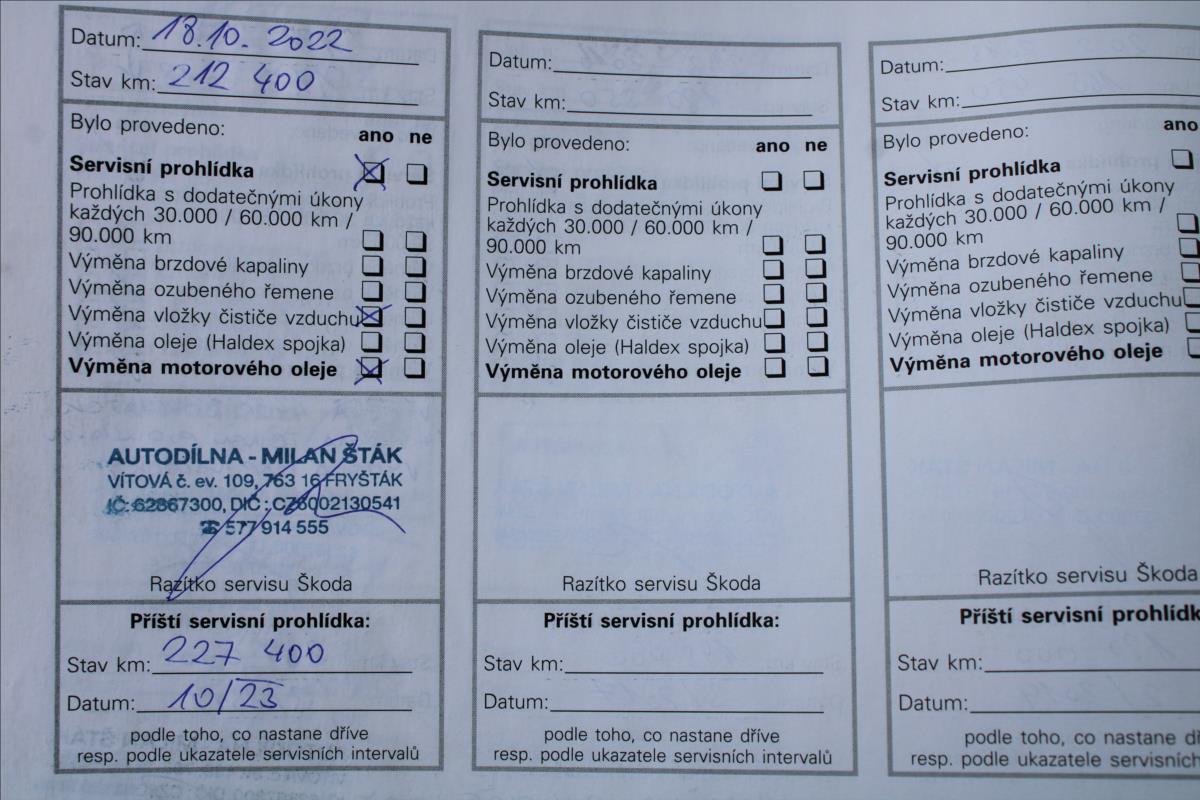 Datum: 18.10. 2022
Stav km: 212 400
Bylo provedeno:
ano ne
Servisní prohlídka
Prohlídka s dodatečnými úkony
každých 30.000 / 60.000 km /
90.000 km
Výměna brzdové kapaliny
Výměna ozubeného řemene
Výměna vložky čističe vzduchu
Výměna oleje (Haldex spojka)
Výměna motorového oleje
AUTODÍLNA - MILAN ŠTÁK
VÍTOVÁ č. ev. 109, 763 16 FRYŠTÁK
IČ: 62867300, DIČ: CZ6002130541
☎ 577 914 555
Razítko servisu Škoda
Příští servisní prohlídka:
Stav km: 227 400
Datum: 10/23
podle toho, co nastane dříve
resp. podle ukazatele servisních intervalů
Datum:
Stav km:
Bylo provedeno:
ano ne
Servisní prohlídka
Prohlídka s dodatečnými úkony
každých 30.000 / 60.000 km /
90.000 km
Výměna brzdové kapaliny
Výměna ozubeného řemene
Výměna vložky čističe vzduchu
Výměna oleje (Haldex spojka)
Výměna motorového oleje
Razítko servisu Škoda
Příští servisní prohlídka:
Stav km:
Datum:
podle toho, co nastane dříve
resp. podle ukazatele servisních intervalů
Datum:
Stav km:
Bylo provedeno:
ano
Servisní prohlídka
Prohlídka s dodatečnými úkony
každých 30.000 / 60.000 km /
90.000 km
Výměna brzdové kapaliny
Výměna ozubeného řemene
Výměna vložky čističe vzduchu
Výměna oleje (Haldex spojka)
Výměna motorového oleje
Razítko servisu Škoda
Příští servisní prohlídk
Stav km:
Datum:
podle toho, co nastane dř
resp. podle ukazatele servisních